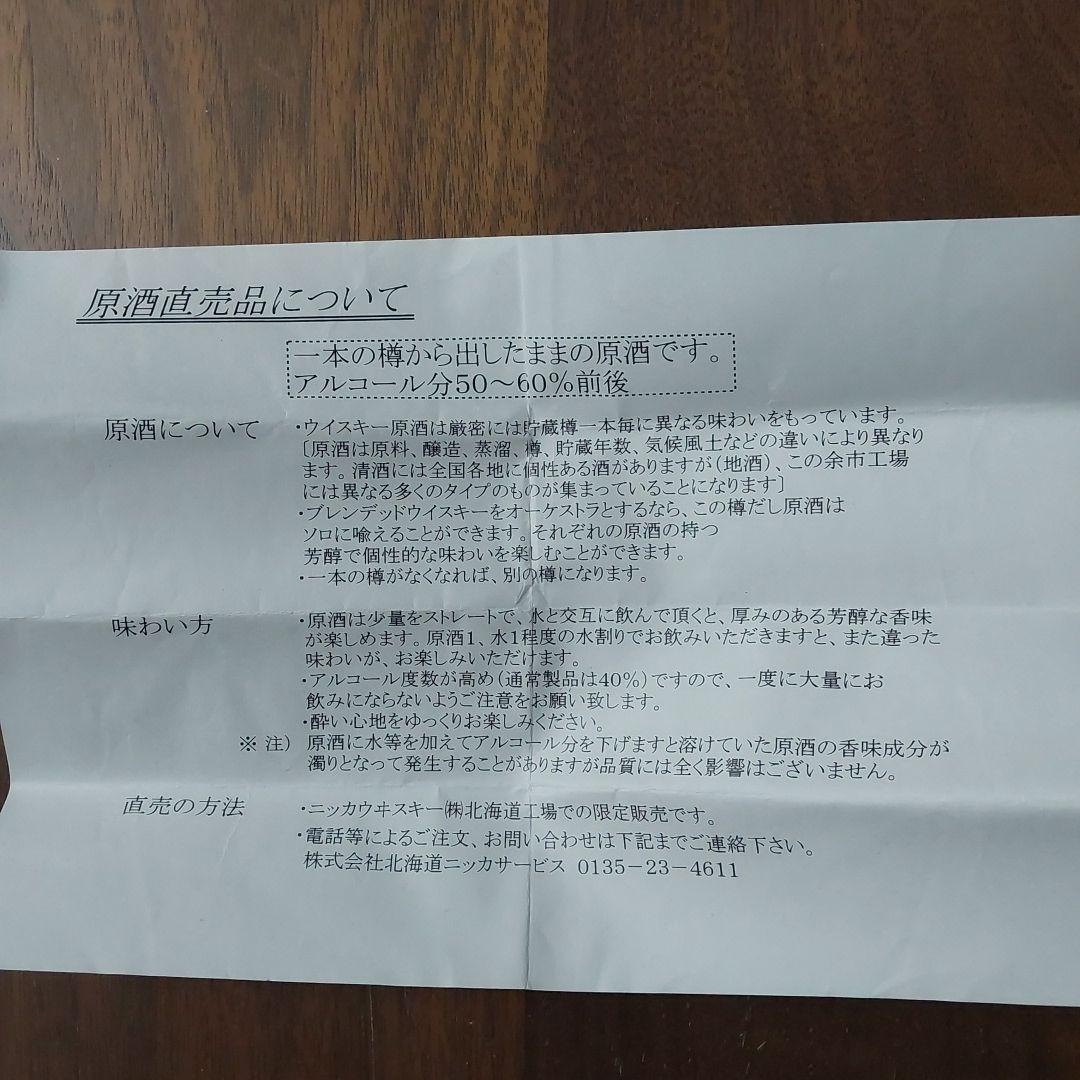 原酒直売品について
一本の樽から出したままの原酒です。
アルコール分50～60％前後
原酒について ・ウイスキー原酒は厳密には貯蔵樽一本毎に異なる味わいをもっています。
〔原酒は原料、醸造、蒸溜、樽、貯蔵年数、気候風土などの違いにより異なり
ます。清酒には全国各地に個性ある酒がありますが（地酒）、この余市工場
には異なる多くのタイプのものが集まっていることになります〕
・ブレンデッドウイスキーをオーケストラとするなら、この樽だし原酒は
ソロに喩えることができます。それぞれの原酒の持つ
芳醇で個性的な味わいを楽しむことができます。
・一本の樽がなくなれば、別の樽になります。
味わい方 ・原酒は少量をストレートで、水と交互に飲んで頂くと、厚みのある芳醇な香味
が楽しめます。原酒1、水1程度の水割りでお飲みいただきますと、また違った
味わいが、お楽しみいただけます。
・アルコール度数が高め（通常製品は40％）ですので、一度に大量にお
飲みにならないようご注意をお願い致します。
・酔い心地をゆっくりお楽しみください。
※ 注） 原酒に水等を加えてアルコール分を下げますと溶けていた原酒の香味成分が
濁りとなって発生することがありますが品質には全く影響はございません。
直売の方法 ・ニッカウヰスキー㈱北海道工場での限定販売です。
・電話等によるご注文、お問い合わせは下記までご連絡下さい。
株式会社北海道ニッカサービス 0135－23－4611